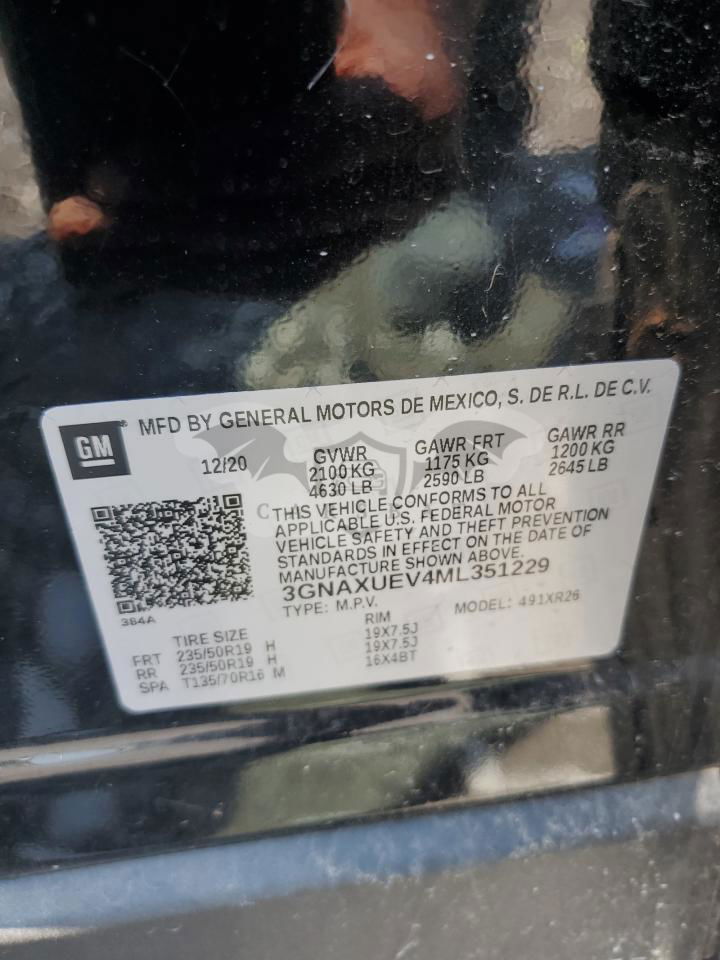 GM
MFD BY GENERAL MOTORS DE MEXICO, S. DE R.L. DE C.V.
12/20
GVWR
2100 KG
4630 LB
GAWR FRT
1175 KG
2590 LB
GAWR RR
1200 KG
2645 LB
THIS VEHICLE CONFORMS TO ALL
APPLICABLE U.S. FEDERAL MOTOR
VEHICLE SAFETY AND THEFT PREVENTION
STANDARDS IN EFFECT ON THE DATE OF
MANUFACTURE SHOWN ABOVE.
3GNAXUEV4ML351229
TYPE: M.P.V. MODEL: 491XR26
384A
TIRE SIZE RIM
FRT 235/50R19 H 19X7.5J
RR 235/50R19 H 19X7.5J
SPA T135/70R16 M 16X4BT